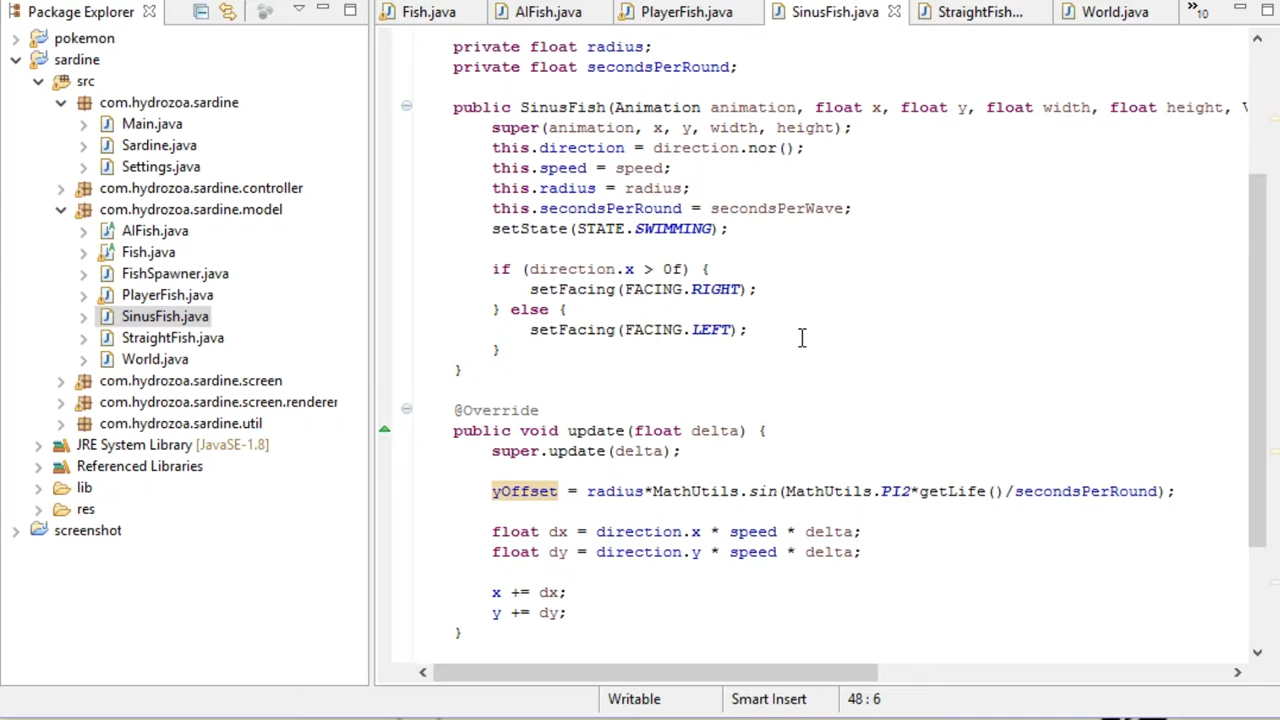 Package Explorer
Fish.java
AIFish.java
PlayerFish.java
SinusFish.java
StraightFish...
World.java
»10
pokemon
sardine
src
com.hydrozoa.sardine
Main.java
Sardine.java
Settings.java
com.hydrozoa.sardine.controller
com.hydrozoa.sardine.model
AIFish.java
Fish.java
FishSpawner.java
PlayerFish.java
SinusFish.java
StraightFish.java
World.java
com.hydrozoa.sardine.screen
com.hydrozoa.sardine.screen.renderer
com.hydrozoa.sardine.util
JRE System Library [JavaSE-1.8]
Referenced Libraries
lib
res
screenshot
private float radius;
private float secondsPerRound;
public SinusFish(Animation animation, float x, float y, float width, float height, V
super(animation, x, y, width, height);
this.direction = direction.nor();
this.speed = speed;
this.radius = radius;
this.secondsPerRound = secondsPerWave;
setState(STATE.SWIMMING);
if (direction.x > 0f) {
setFacing(FACING.RIGHT);
} else {
setFacing(FACING.LEFT);
}
}
@Override
public void update(float delta) {
super.update(delta);
yOffset = radius*MathUtils.sin(MathUtils.PI2*getLife()/secondsPerRound);
float dx = direction.x * speed * delta;
float dy = direction.y * speed * delta;
x += dx;
y += dy;
}
Writable
Smart Insert
48 : 6